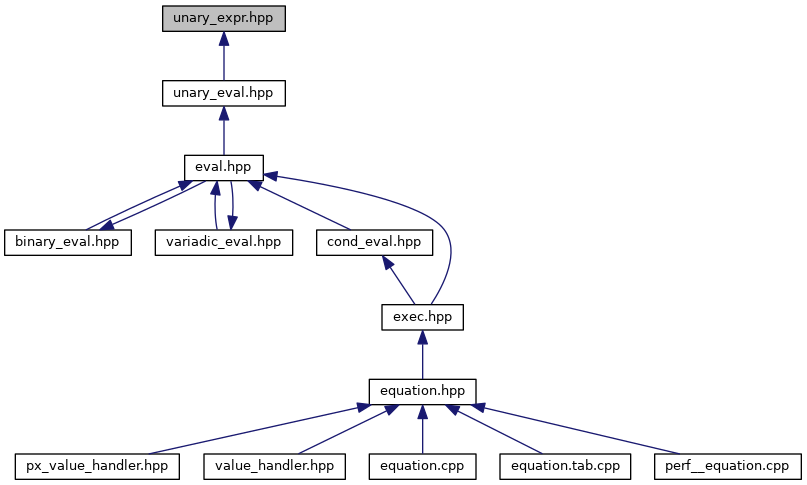 unary_expr.hpp
unary_eval.hpp
eval.hpp
binary_eval.hpp
variadic_eval.hpp
cond_eval.hpp
exec.hpp
equation.hpp
px_value_handler.hpp
value_handler.hpp
equation.cpp
equation.tab.cpp
perf__equation.cpp